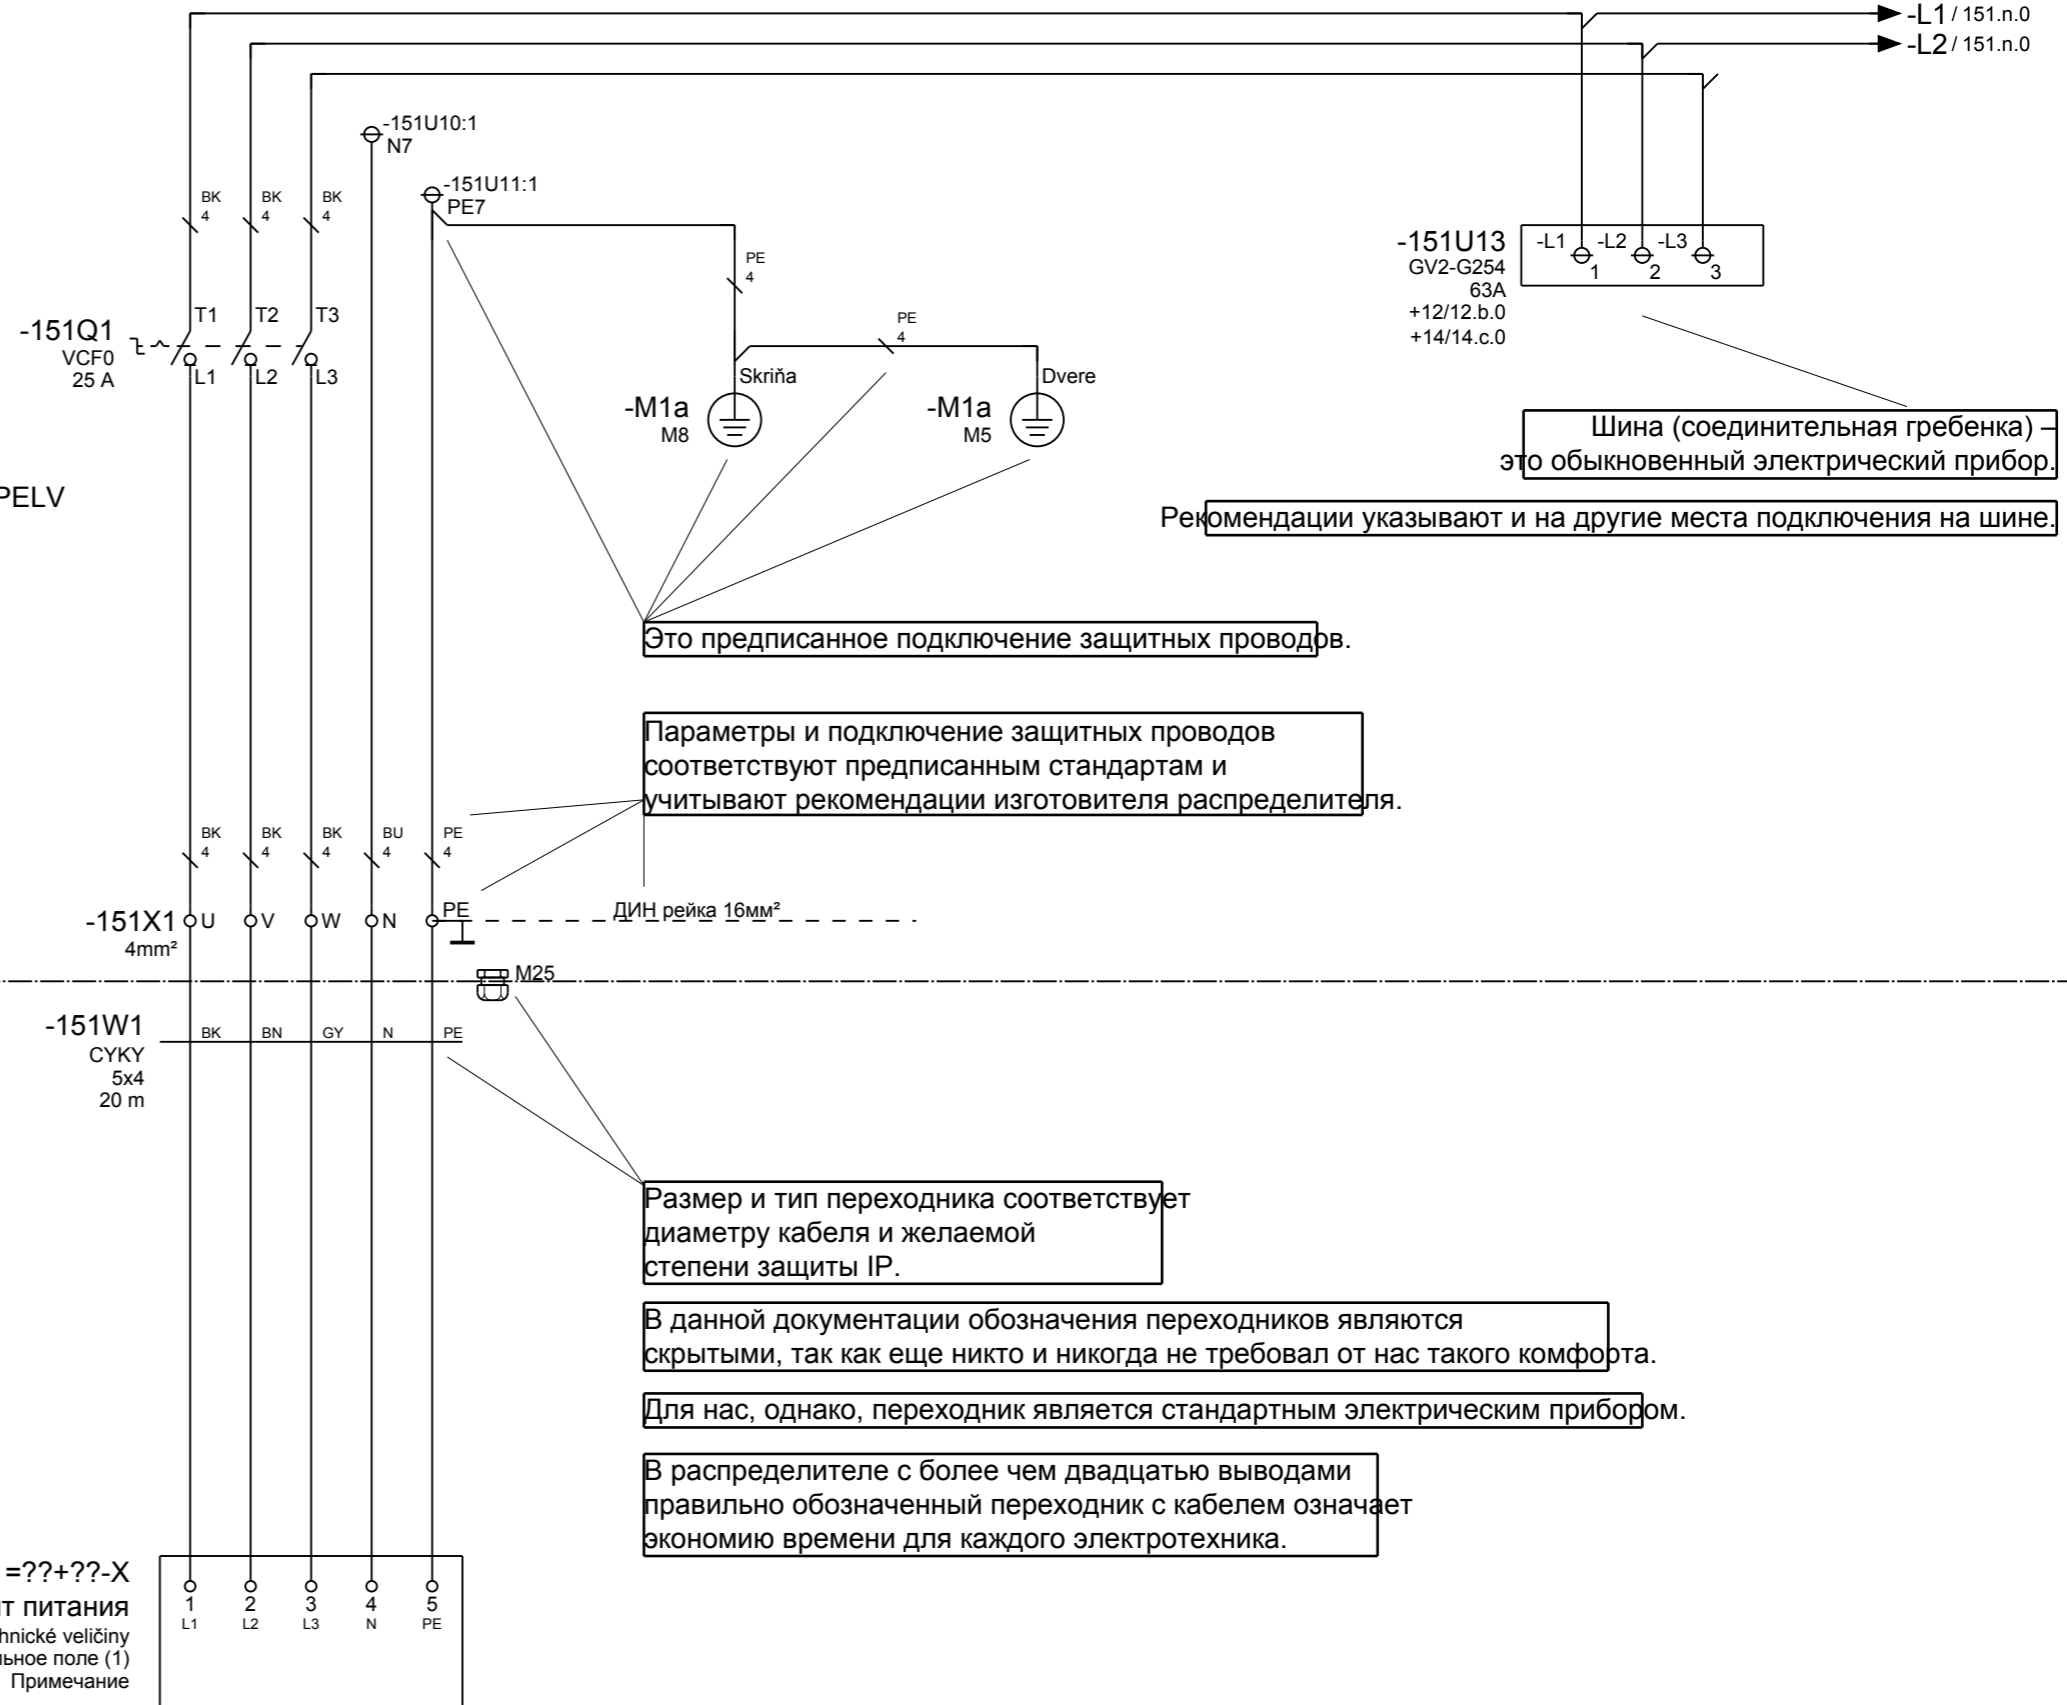 -L1 / 151.n.0
-L2 / 151.n.0
-151U10:1
N7
-151U11:1
PE7
BK BK BK
4 4 4
PE
4
PE
4
-151U13
GV2-G254
63A
+12/12.b.0
+14/14.c.0
-L1 -L2 -L3
1 2 3
-151Q1
VCF0
25 A
T1 T2 T3
L1 L2 L3
Skriňa
-M1a
M8
Dvere
-M1a
M5
Шина (соединительная гребенка) –
это обыкновенный электрический прибор.
PELV
Рекомендации указывают и на другие места подключения на шине.
Это предписанное подключение защитных проводов.
Параметры и подключение защитных проводов
соответствуют предписанным стандартам и
учитывают рекомендации изготовителя распределителя.
BK BK BK BU PE
4 4 4 4 4
-151X1
4mm²
U V W N PE
ДИН рейка 16мм²
M25
-151W1
CYKY
5x4
20 m
BK BN GY N PE
Размер и тип переходника соответствует
диаметру кабеля и желаемой
степени защиты IP.
В данной документации обозначения переходников являются
скрытыми, так как еще никто и никогда не требовал от нас такого комфорта.
Для нас, однако, переходник является стандартным электрическим прибором.
В распределителе с более чем двадцатью выводами
правильно обозначенный переходник с кабелем означает
экономию времени для каждого электротехника.
=??+??-X
питания
veličiny
поле (1)
Примечание
1 2 3 4 5
L1 L2 L3 N PE